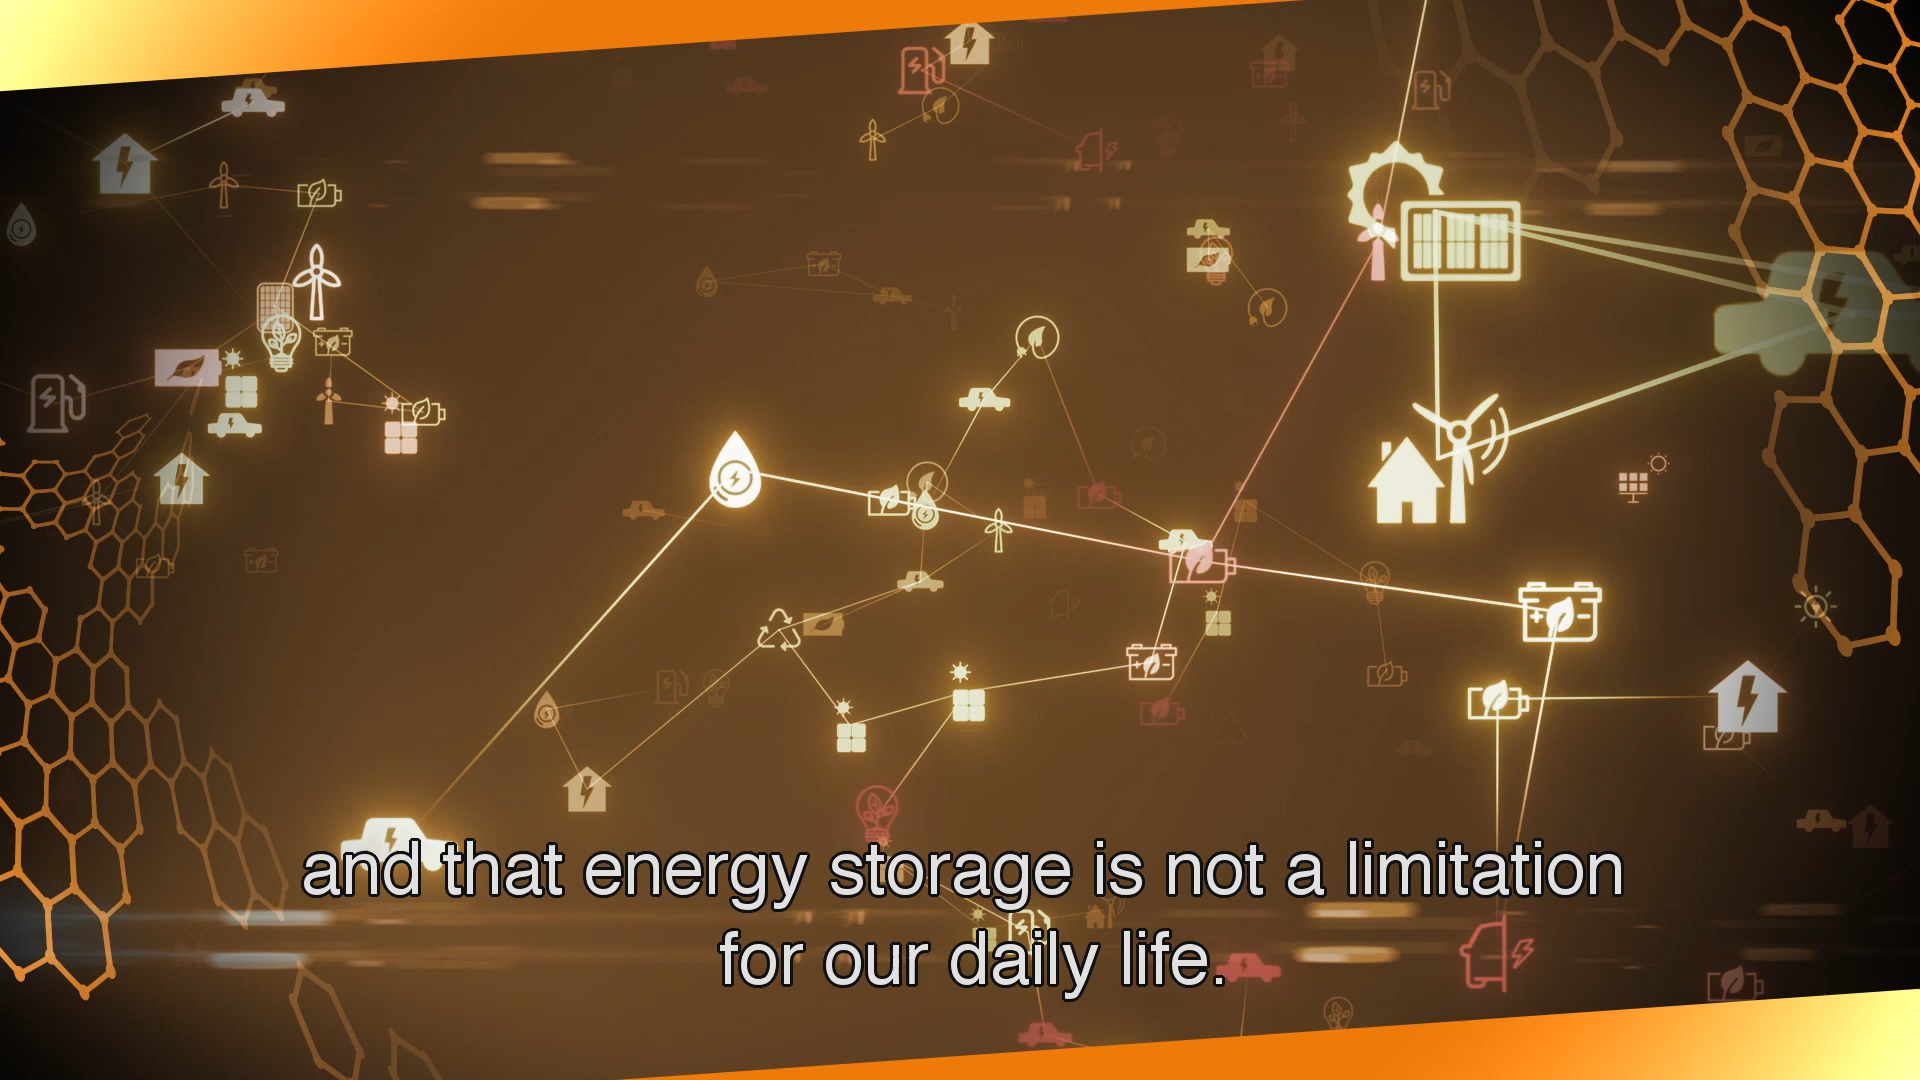 and that energy storage is not a limitation
for our daily life.